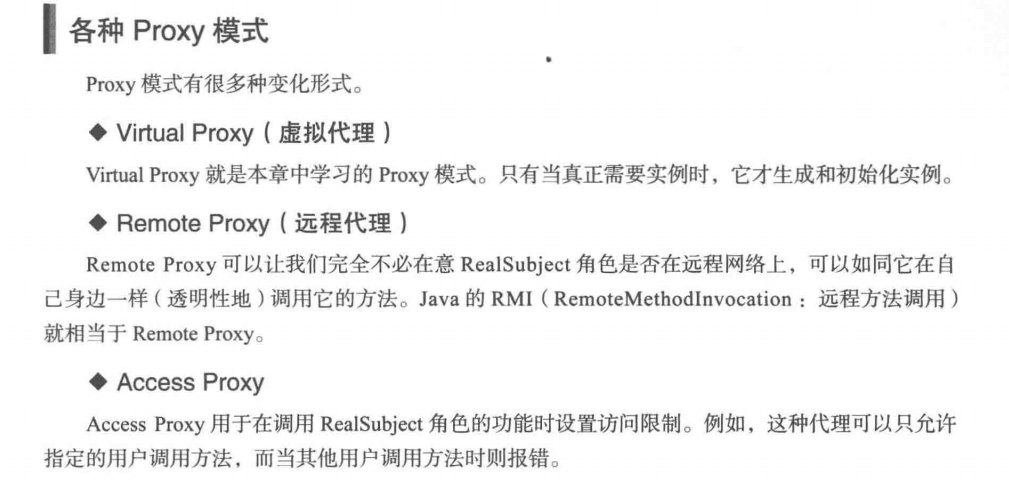 各种 Proxy 模式
Proxy 模式有很多种变化形式。
◆ Virtual Proxy（虚拟代理）
Virtual Proxy 就是本章中学习的 Proxy 模式。只有当真正需要实例时，它才生成和初始化实例。
◆ Remote Proxy（远程代理）
Remote Proxy 可以让我们完全不必在意 RealSubject 角色是否在远程网络上，可以如同它在自
己身边一样（透明性地）调用它的方法。Java 的 RMI（RemoteMethodInvocation：远程方法调用）
就相当于 Remote Proxy。
◆ Access Proxy
Access Proxy 用于在调用 RealSubject 角色的功能时设置访问限制。例如，这种代理可以只允许
指定的用户调用方法，而当其他用户调用方法时则报错。